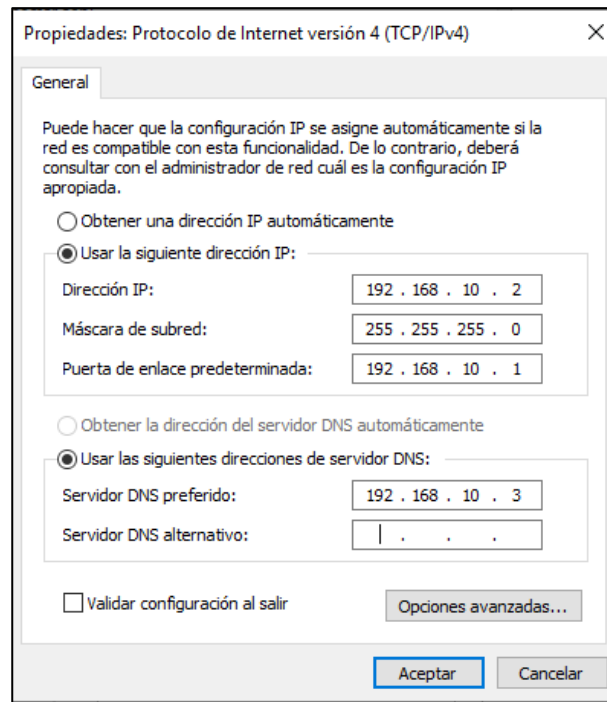 Propiedades: Protocolo de Internet versión 4 (TCP/IPv4)
General
Puede hacer que la configuración IP se asigne automáticamente si la
red es compatible con esta funcionalidad. De lo contrario, deberá
consultar con el administrador de red cuál es la configuración IP
apropiada.
Obtener una dirección IP automáticamente
Usar la siguiente dirección IP:
Dirección IP: 192 . 168 . 10 . 2
Máscara de subred: 255 . 255 . 255 . 0
Puerta de enlace predeterminada: 192 . 168 . 10 . 1
Obtener la dirección del servidor DNS automáticamente
Usar las siguientes direcciones de servidor DNS:
Servidor DNS preferido: 192 . 168 . 10 . 3
Servidor DNS alternativo: . . .
Validar configuración al salir Opciones avanzadas...
Aceptar Cancelar